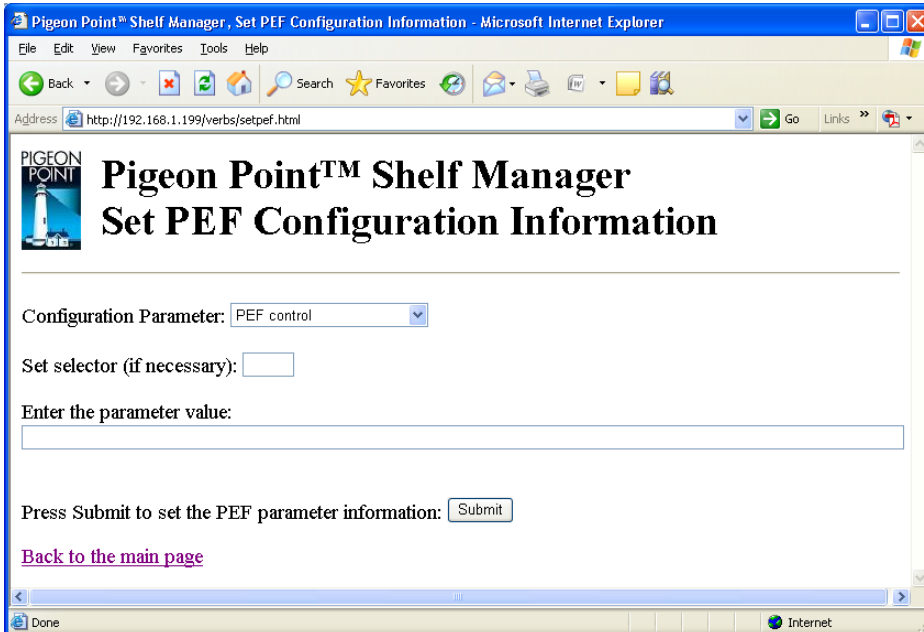 Pigeon Point™ Shelf Manager, Set PEF Configuration Information - Microsoft Internet Explorer
File Edit View Favorites Tools Help
Back Search Favorites
Address http://192.168.1.199/verbs/setpef.html Go Links »
PIGEON
POINT
Pigeon Point™ Shelf Manager
Set PEF Configuration Information
Configuration Parameter: PEF control
Set selector (if necessary):
Enter the parameter value:
Press Submit to set the PEF parameter information: Submit
Back to the main page
Done Internet